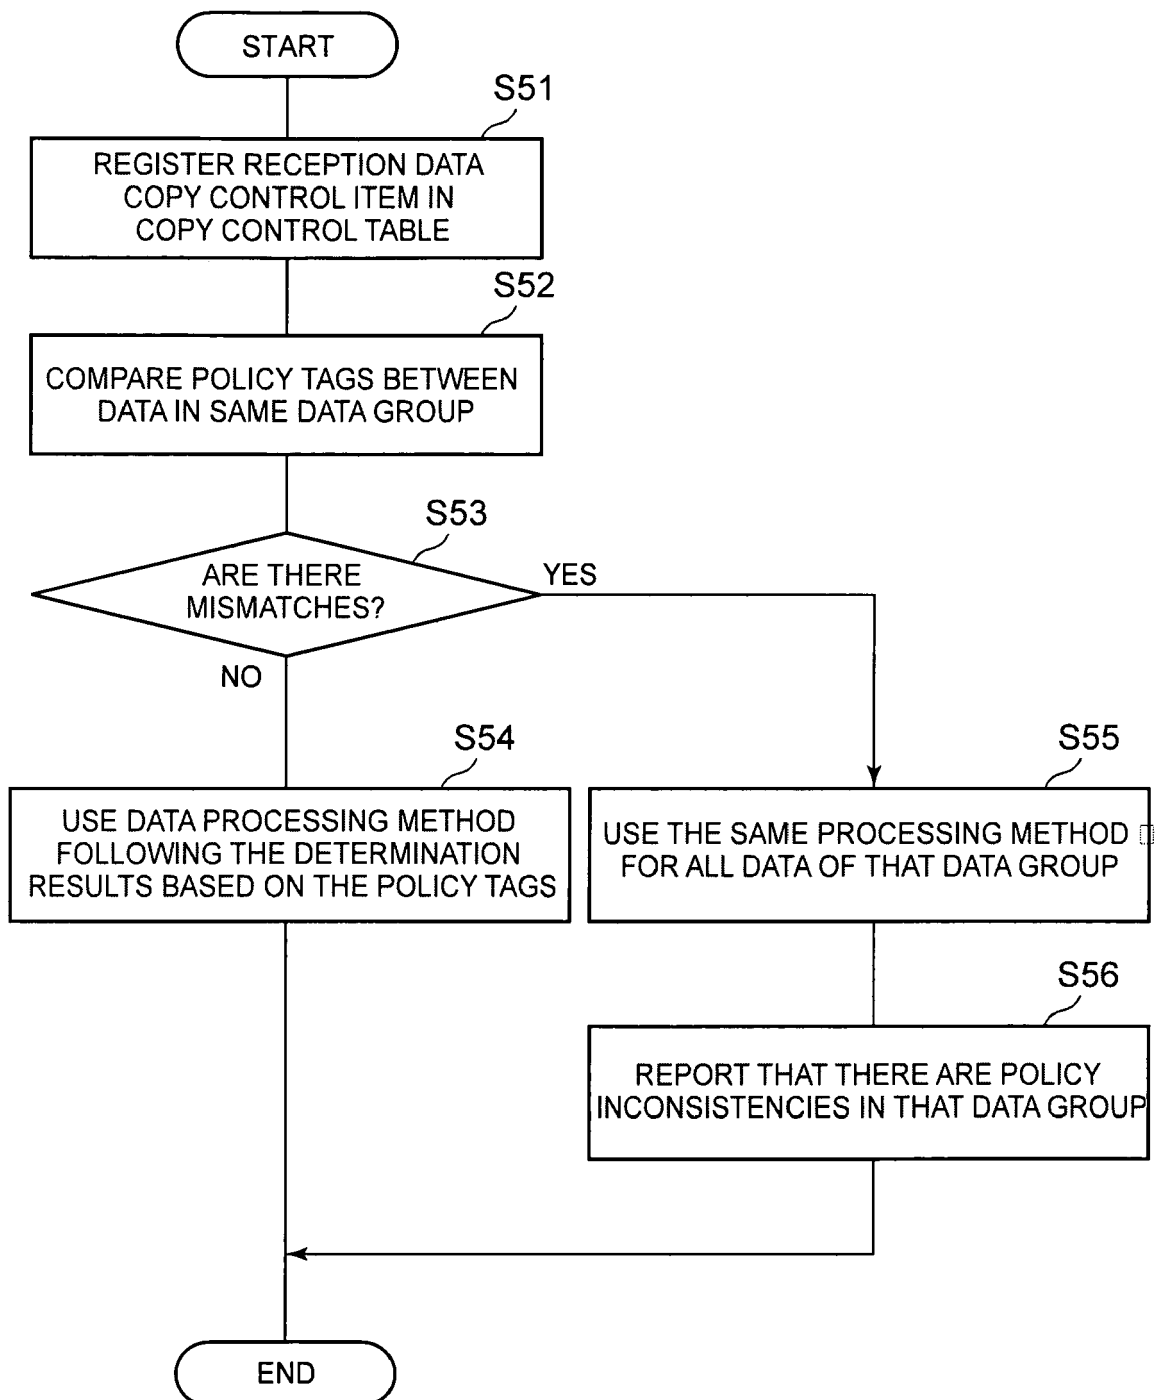 START
S51
REGISTER RECEPTION DATA
COPY CONTROL ITEM IN
COPY CONTROL TABLE
S52
COMPARE POLICY TAGS BETWEEN
DATA IN SAME DATA GROUP
S53
ARE THERE
MISMATCHES?
YES
NO
S54
USE DATA PROCESSING METHOD
FOLLOWING THE DETERMINATION
RESULTS BASED ON THE POLICY TAGS
S55
USE THE SAME PROCESSING METHOD
FOR ALL DATA OF THAT DATA GROUP
S56
REPORT THAT THERE ARE POLICY
INCONSISTENCIES IN THAT DATA GROUP
END